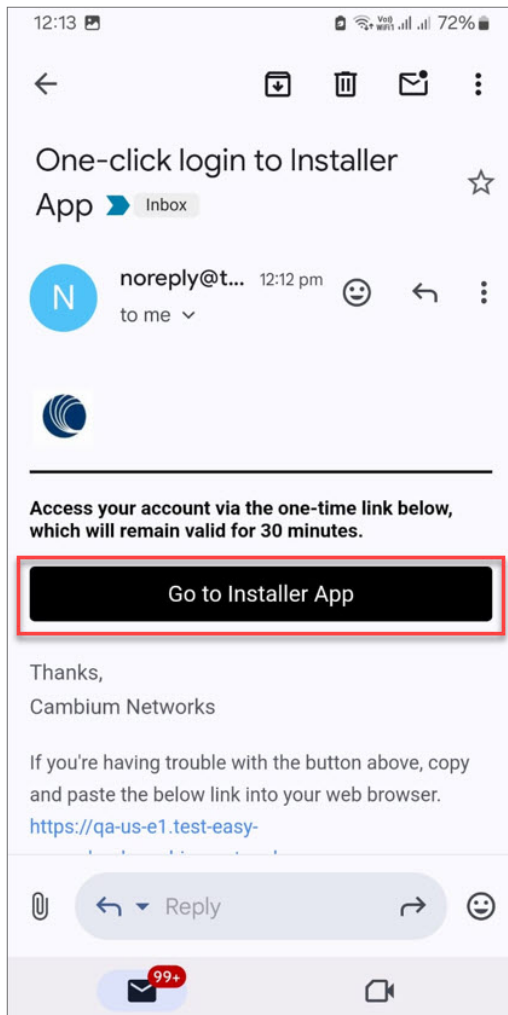 12:13 72%
One-click login to Installer
App Inbox
noreply@t... 12:12 pm
N
to me
Access your account via the one-time link below,
which will remain valid for 30 minutes.
Go to Installer App
Thanks,
Cambium Networks
If you're having trouble with the button above, copy
and paste the below link into your web browser.
https://qa-us-e1.test-easy-
Reply
99+